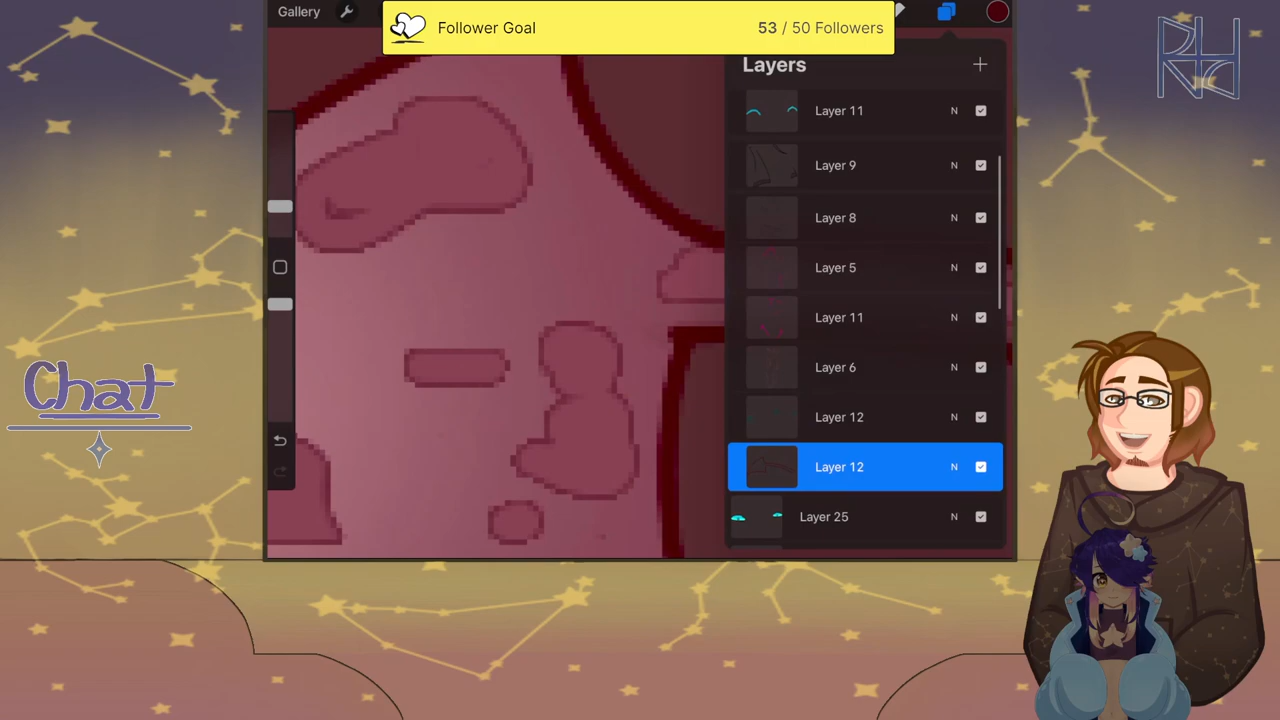 Gallery
Follower Goal
53 / 50 Followers
Layers
Layer 11 N
Layer 9 N
Layer 8 N
Layer 5 N
Layer 11 N
Layer 6 N
Layer 12 N
Layer 12 N
Layer 25 N
Chat